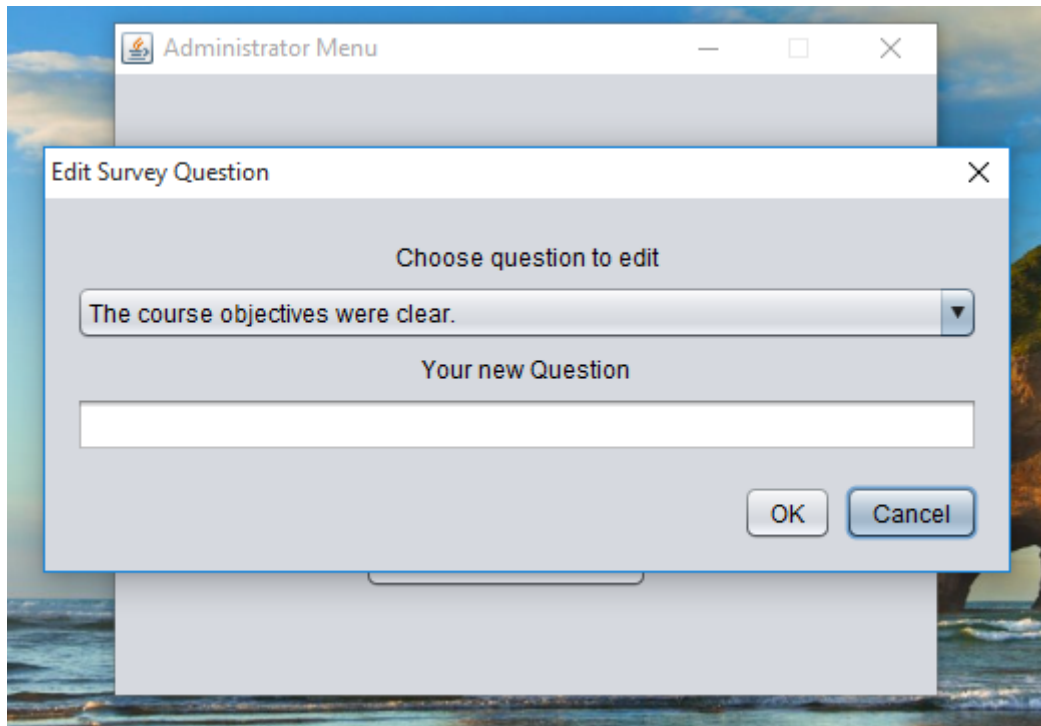 Administrator Menu
Edit Survey Question
Choose question to edit
The course objectives were clear.
Your new Question
OK Cancel